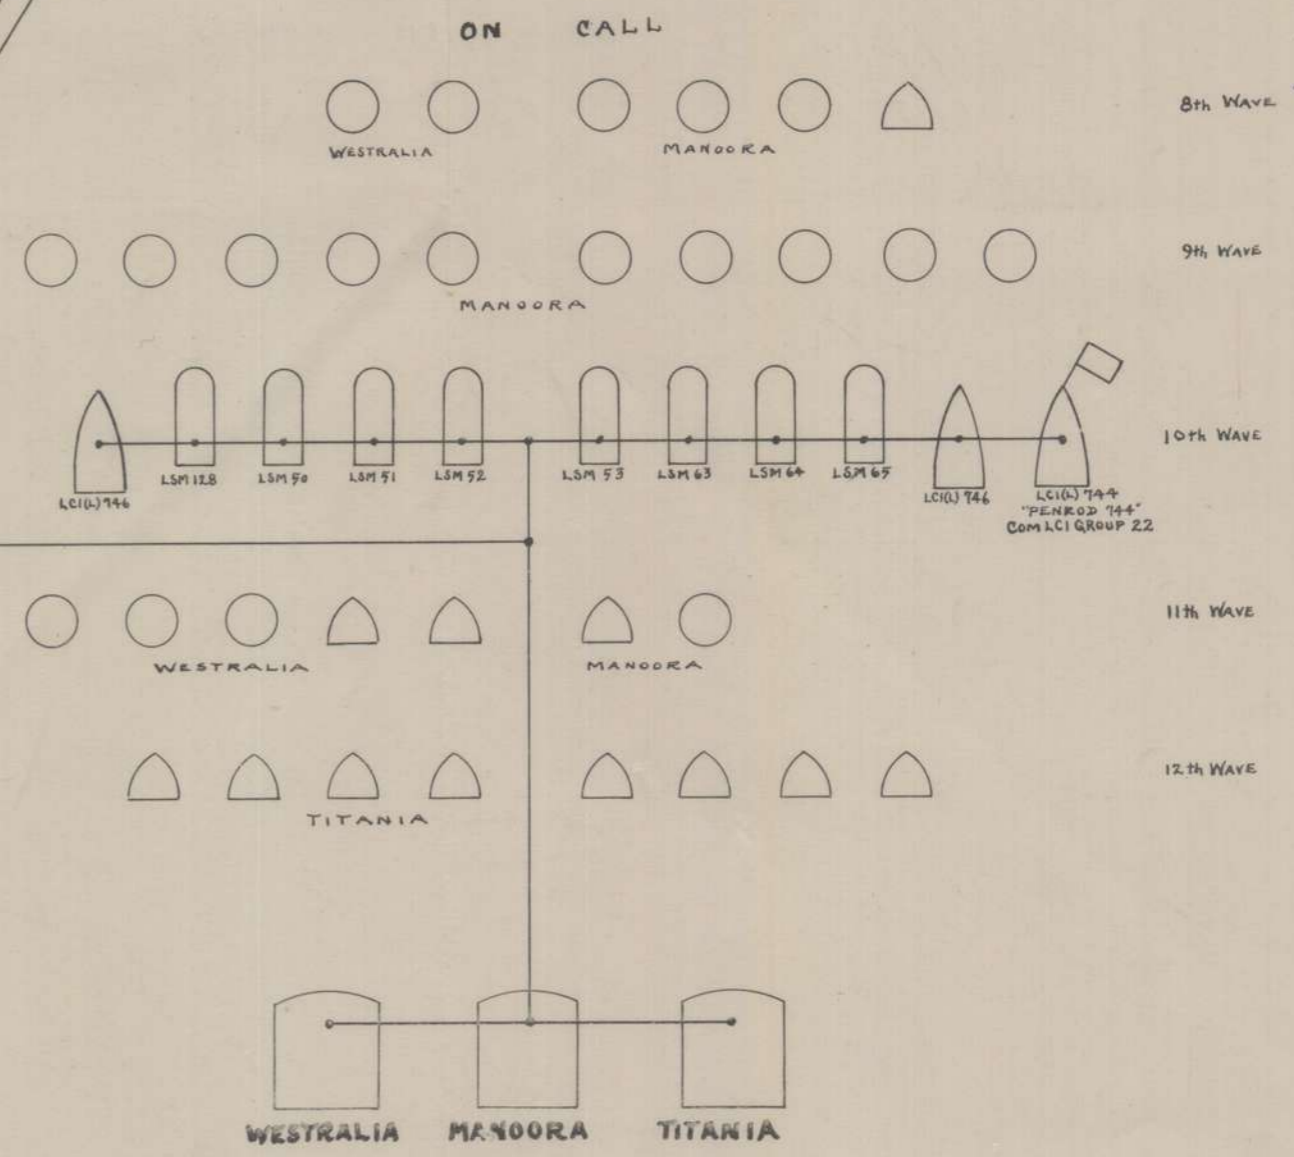 ON CALL
8th WAVE
WESTRALIA MANOORA
9th WAVE
MANOORA
10th WAVE
LSM 128 LSM 50 LSM 51 LSM 52 LSM 53 LSM 63 LSM 64 LSM 65
LCI(L) 746 LCI(L) 746 LCI(L) 744
"PENROD 744"
COM LCI GROUP 22
11th WAVE
WESTRALIA MANOORA
12th WAVE
TITANIA
WESTRALIA MANOORA TITANIA